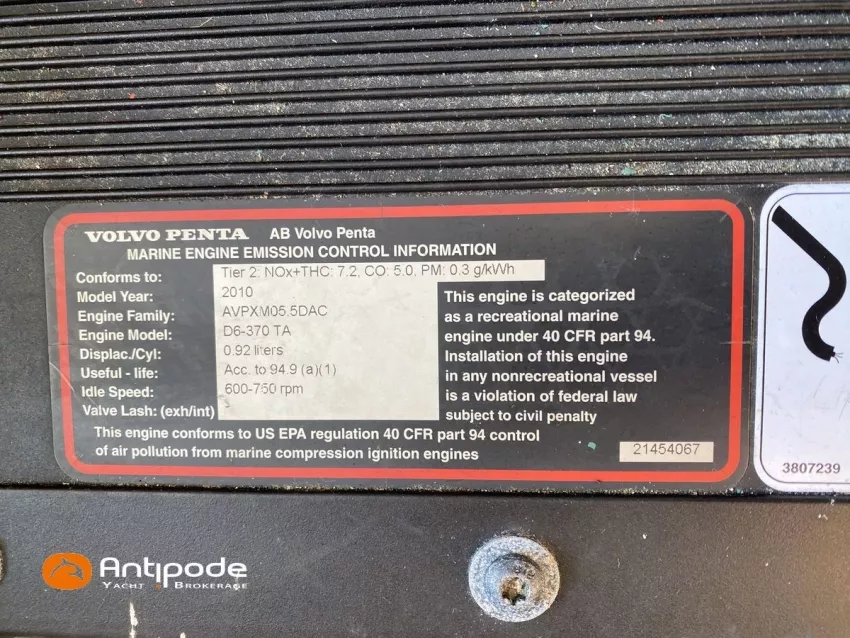 VOLVO PENTA AB Volvo Penta
MARINE ENGINE EMISSION CONTROL INFORMATION
Conforms to: Tier 2: NOx+THC: 7.2, CO: 5.0, PM: 0.3 g/kWh
Model Year: 2010
Engine Family: AVPXM05.5DAC
Engine Model: D6-370 TA
Displac./Cyl: 0.92 liters
Useful - life: Acc. to 94.9 (a)(1)
Idle Speed: 600-760 rpm
Valve Lash: (exh/int)
This engine is categorized
as a recreational marine
engine under 40 CFR part 94.
Installation of this engine
in any nonrecreational vessel
is a violation of federal law
subject to civil penalty
This engine conforms to US EPA regulation 40 CFR part 94 control
of air pollution from marine compression ignition engines
21454067
3807239
Antipode
YACHT BROKERAGE